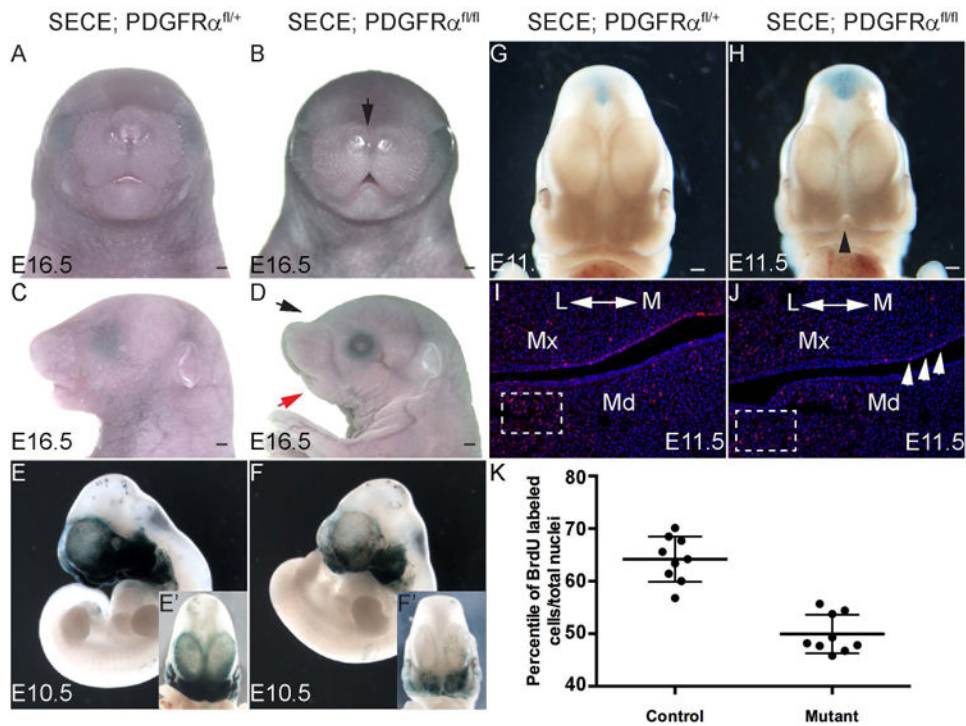 SECE; PDGFRα^fl/+ SECE; PDGFRα^fl/fl SECE; PDGFRα^fl/+ SECE; PDGFRα^fl/fl
A B G H
E16.5 E16.5 E11.5 E11.5
C D I L M J L M
Mx Mx
Md Md
E16.5 E16.5 E11.5 E11.5
E F K
E' F'
E10.5 E10.5
Percentile of BrdU labeled
cells/total nuclei
80
70
60
50
40
Control Mutant